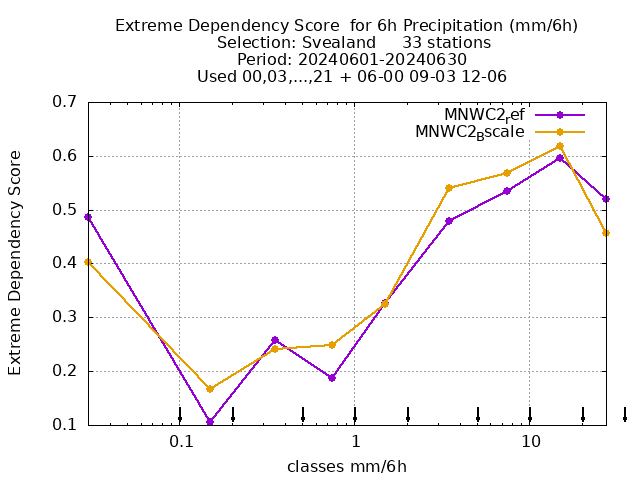 Extreme Dependency Score  for 6h Precipitation (mm/6h)
Selection: Svealand     33 stations
Period: 20240601-20240630
Used 00,03,...,21 + 06-00 09-03 12-06
MNWC2ref
MNWC2Bscale
Extreme Dependency Score
0.7
0.6
0.5
0.4
0.3
0.2
0.1
0.1
1
10
classes mm/6h